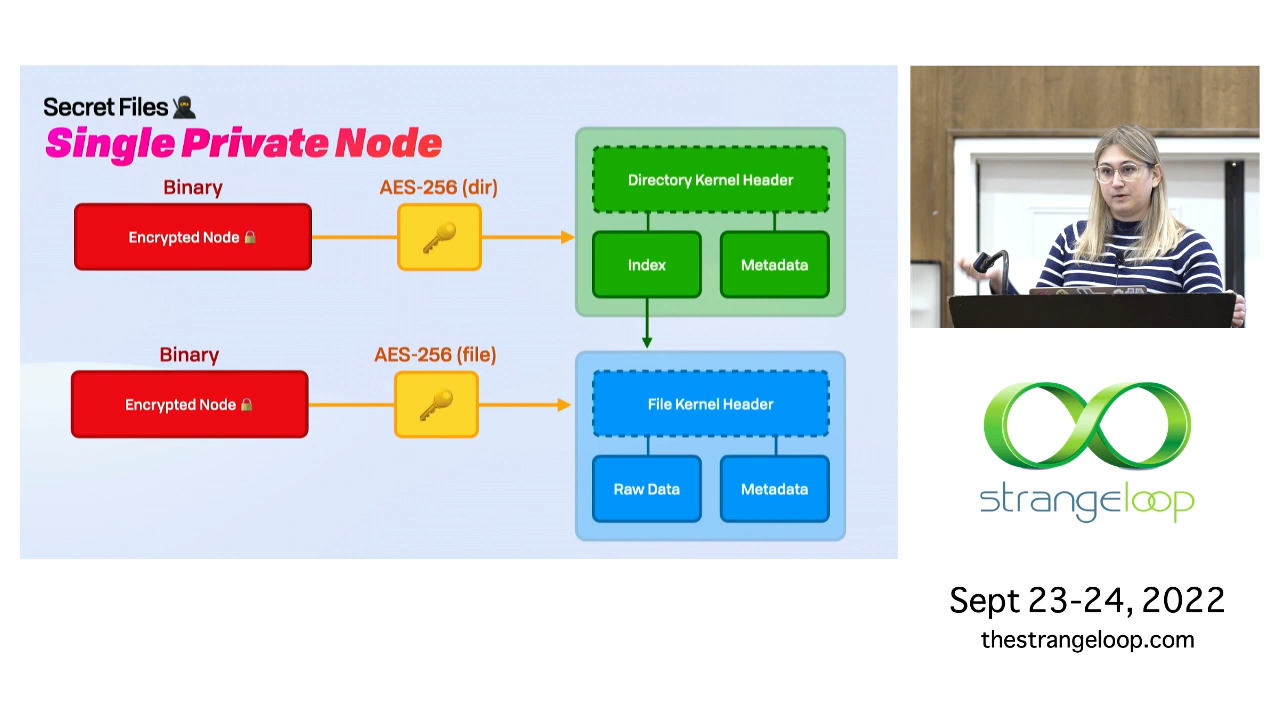 Secret Files
Single Private Node
Binary
AES-256 (dir)
Encrypted Node
Directory Kernel Header
Index
Metadata
Binary
AES-256 (file)
Encrypted Node
File Kernel Header
Raw Data
Metadata
strangeloop
Sept 23-24, 2022
thestrangeloop.com